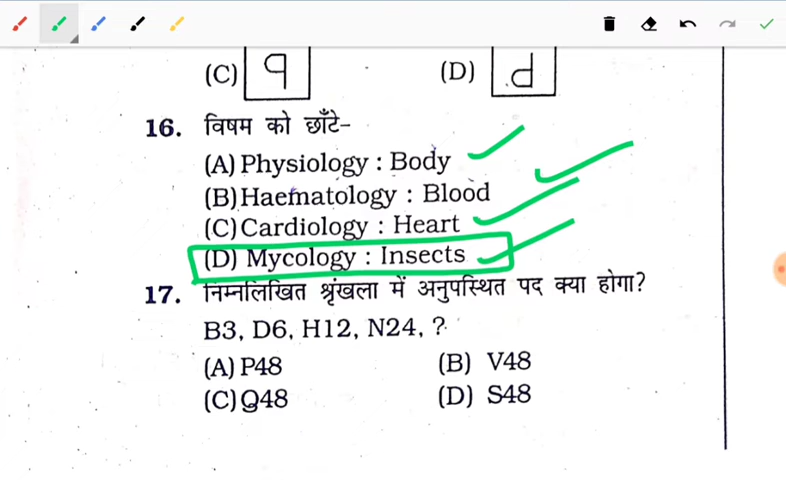 (C) q (D) d
16. विषम को छाँटे-
(A) Physiology : Body
(B) Haematology : Blood
(C) Cardiology : Heart
(D) Mycology : Insects
17. निम्नलिखित श्रृंखला में अनुपस्थित पद क्या होगा?
B3, D6, H12, N24, ?
(A) P48 (B) V48
(C) Q48 (D) S48